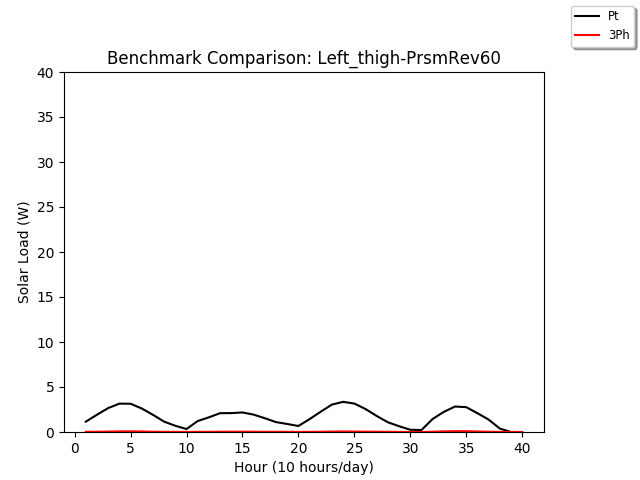 Pt
3Ph
Benchmark Comparison: Left_thigh-PrsmRev60
40
35
30
25
20
15
10
5
0
Solar Load (W)
0 5 10 15 20 25 30 35 40
Hour (10 hours/day)